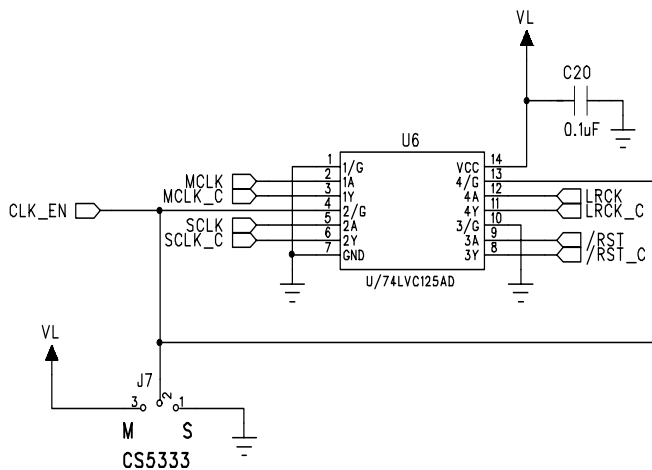 VL
C20
0.1uF
U6
1 1/G VCC 14
MCLK 2 1A 4/G 13
MCLK_C 3 1Y 4A 12 LRCK
CLK_EN 4 2/G 4Y 11 LRCK_C
SCLK 5 2A 3/G 10
SCLK_C 6 2Y 3A 9 /RST
7 GND 3Y 8 /RST_C
U/74LVC125AD
VL
J7
3 2 1
M S
CS5333